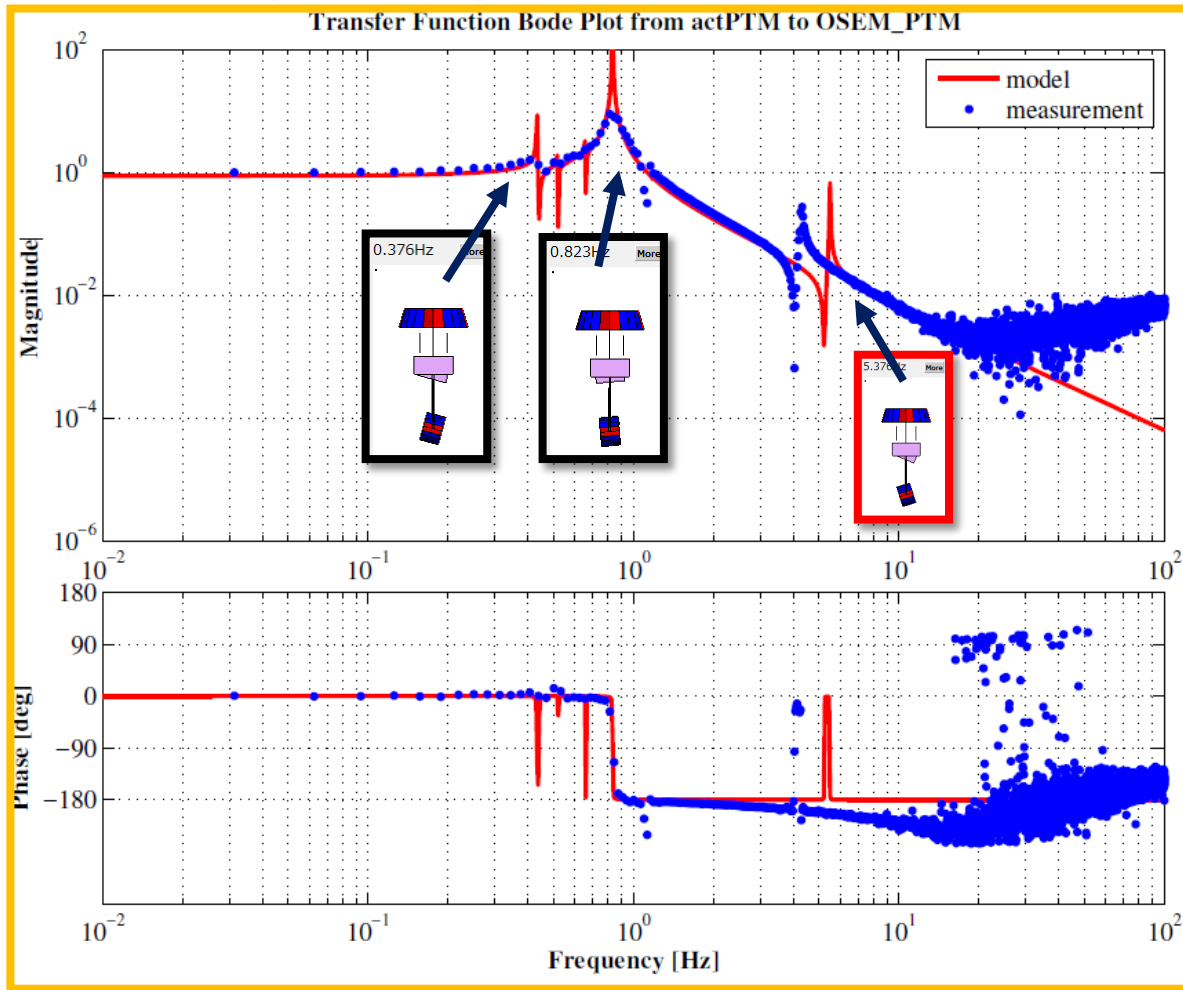 Transfer Function Bode Plot from actPTM to OSEM_PTM
10^2
10^0
10^-2
10^-4
10^-6
Magnitude|
model
measurement
0.376Hz More
0.823Hz More
5.376Hz More
10^-2 10^-1 10^0 10^1 10^2
180
90
0
-90
-180
Phase [deg]
10^-2 10^-1 10^0 10^1 10^2
Frequency [Hz]